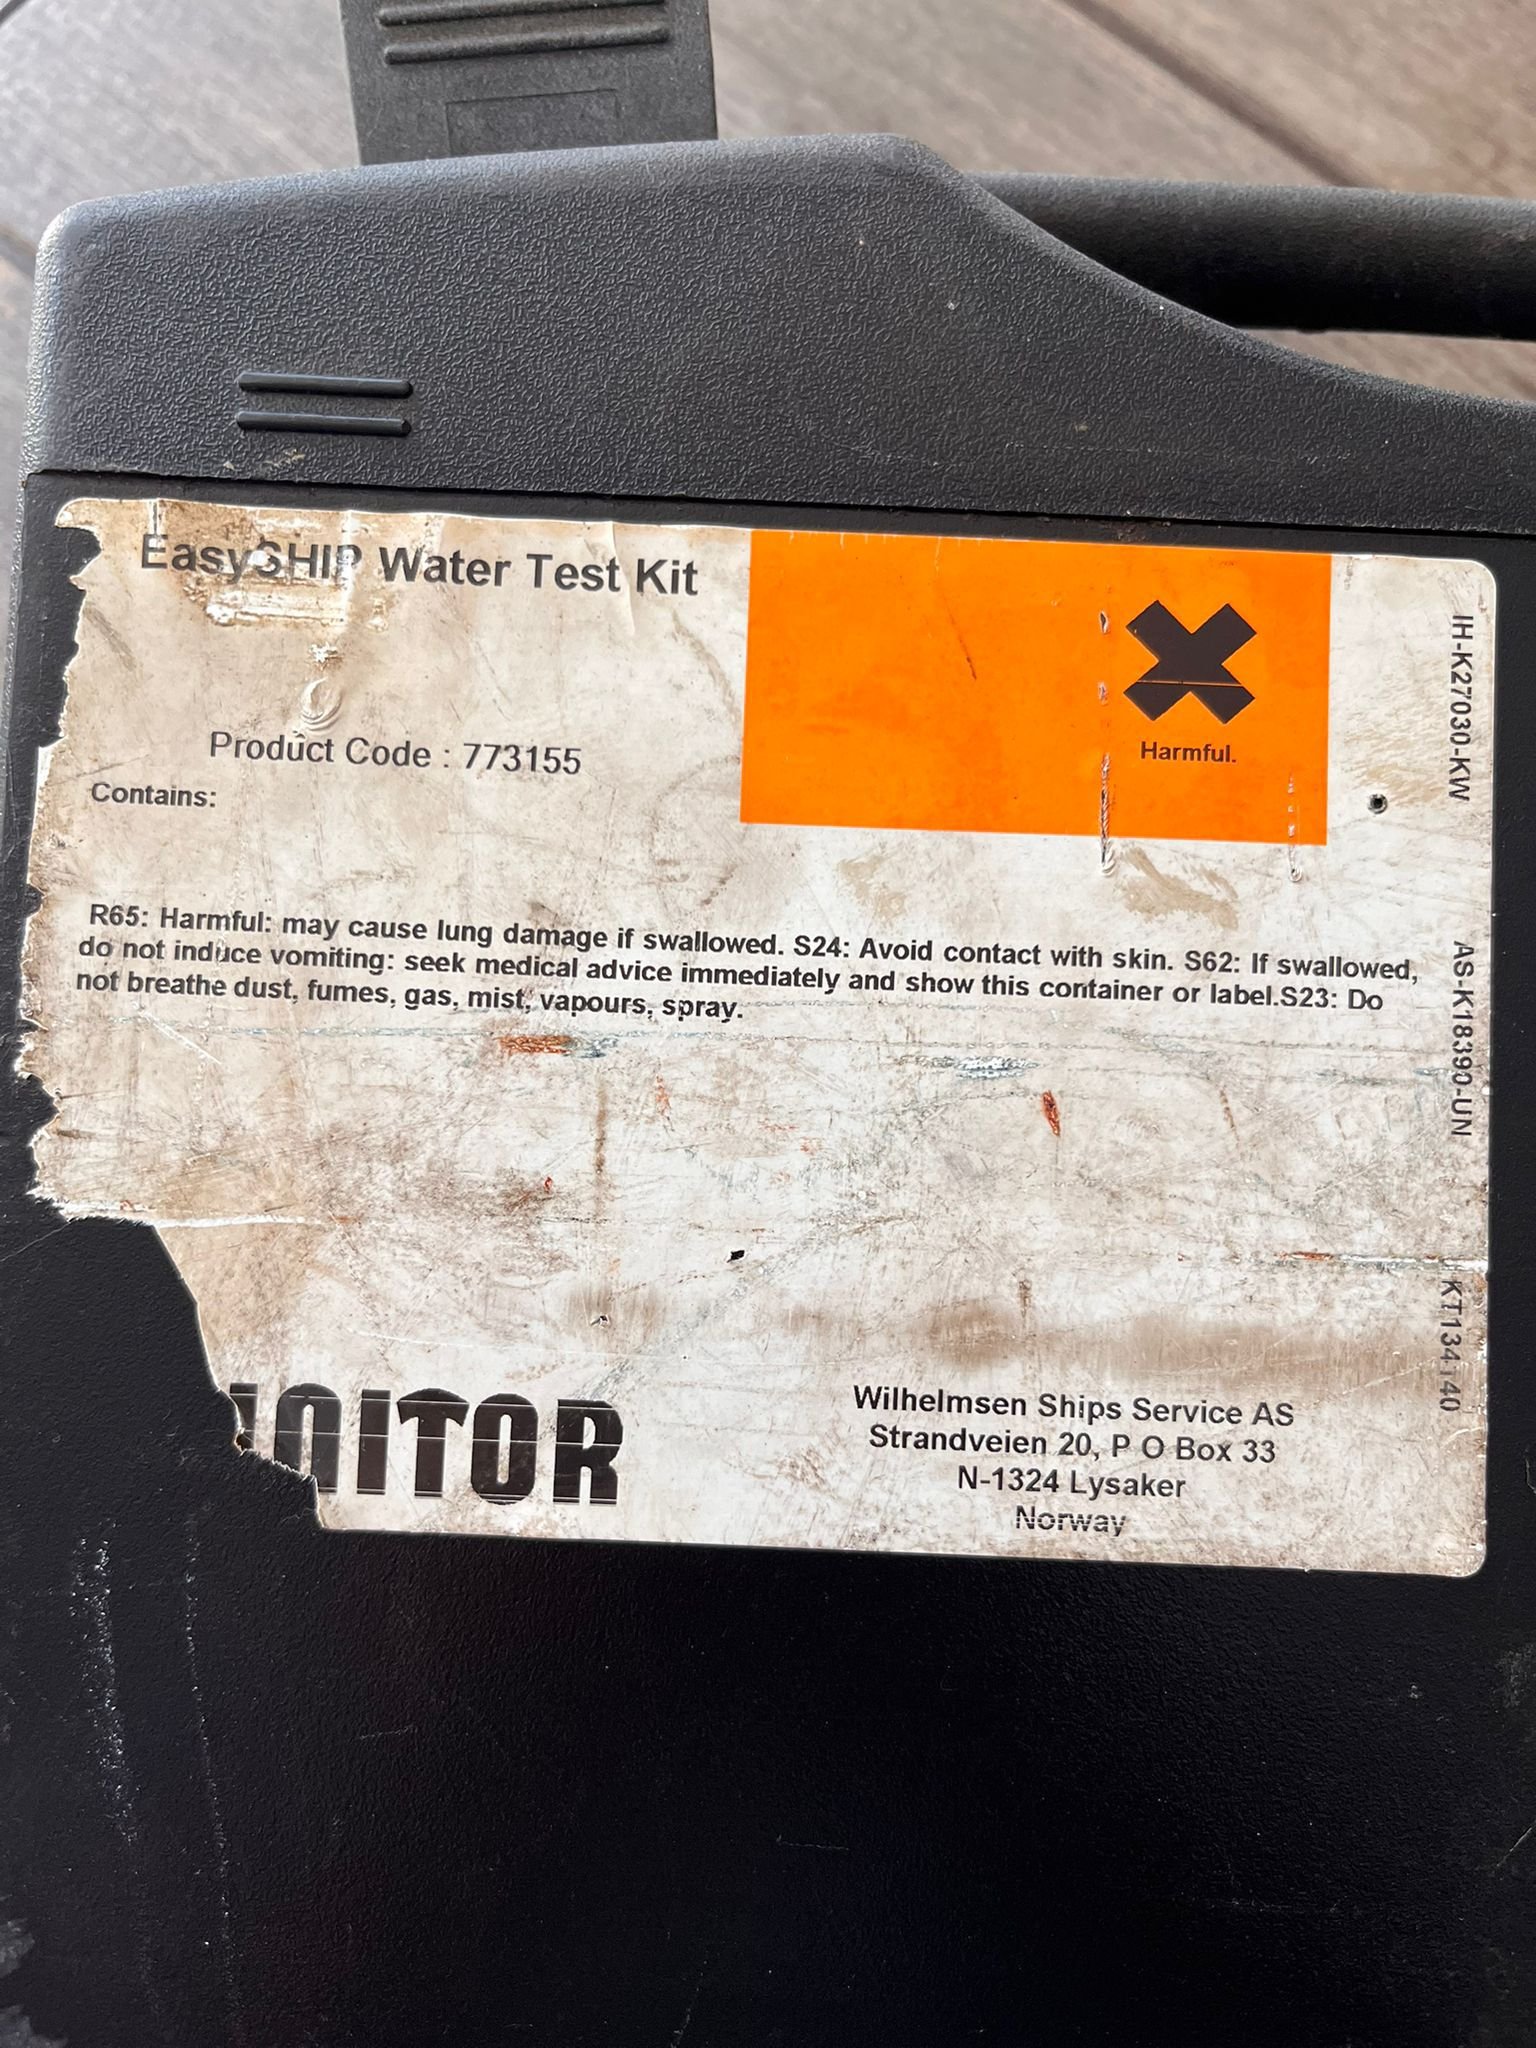 EasySHIP Water Test Kit
Product Code : 773155
Contains:
Harmful.
R65: Harmful: may cause lung damage if swallowed. S24: Avoid contact with skin. S62: If swallowed,
do not induce vomiting: seek medical advice immediately and show this container or label.S23: Do
not breathe dust, fumes, gas, mist, vapours, spray.
NITOR
Wilhelmsen Ships Service AS
Strandveien 20, P O Box 33
N-1324 Lysaker
Norway
IH-K27030-KW
AS-K18390-UN